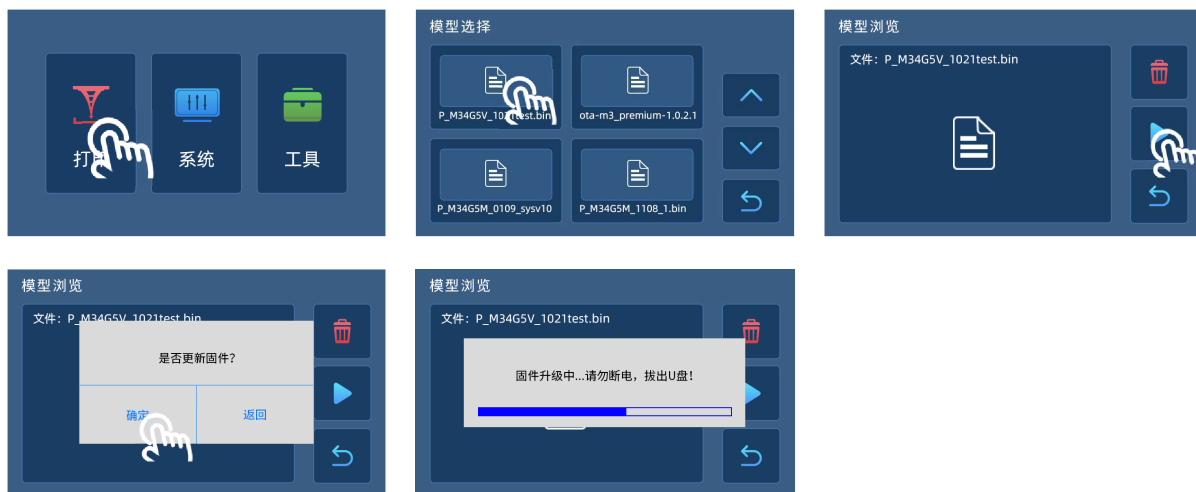 系统
工具
模型选择
P_M34G5V_1021test.bin
ota-m3_premium-1.0.2.1
P_M34G5M_0109_sysv10
P_M34G5M_1108_1.bin
模型浏览
文件：P_M34G5V_1021test.bin
模型浏览
文件：P_M34G5V_1021test.bin
是否更新固件？
确定
返回
模型浏览
文件：P_M34G5V_1021test.bin
固件升级中...请勿断电，拔出U盘！